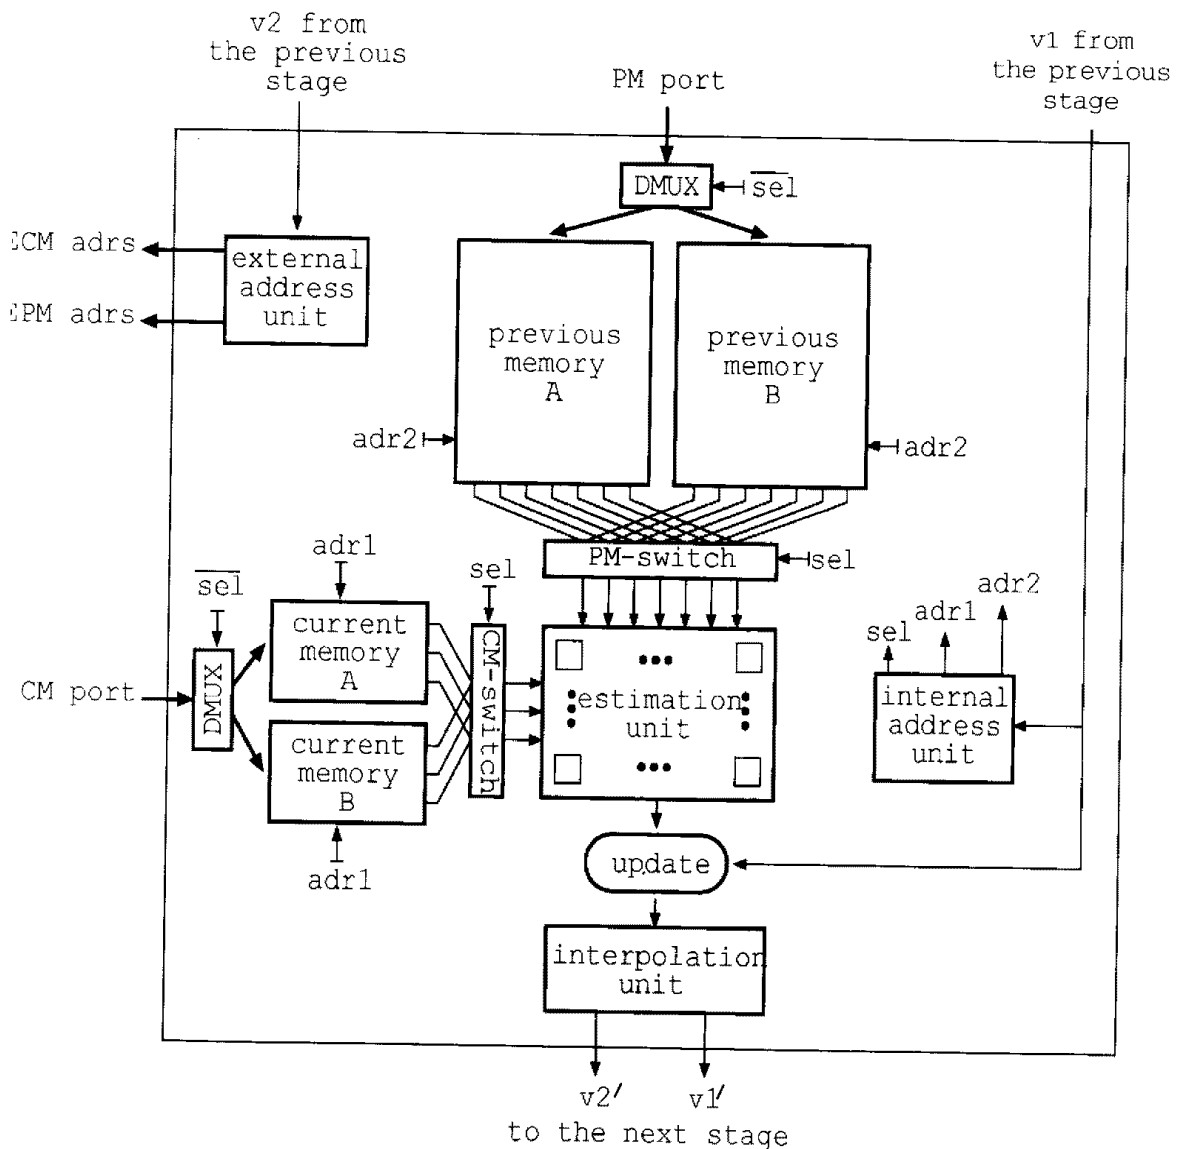 v2 from
the previous
stage
v1 from
the previous
stage
PM port
DMUX
sel
ECM adrs
EPM adrs
external
address
unit
previous
memory
A
previous
memory
B
adr2
adr2
PM-switch
sel
adr1
sel
sel
current
memory
A
CM port
DMUX
CM-switch
current
memory
B
adr1
estimation
unit
sel
adr1
adr2
internal
address
unit
update
interpolation
unit
v2′
v1′
to the next stage